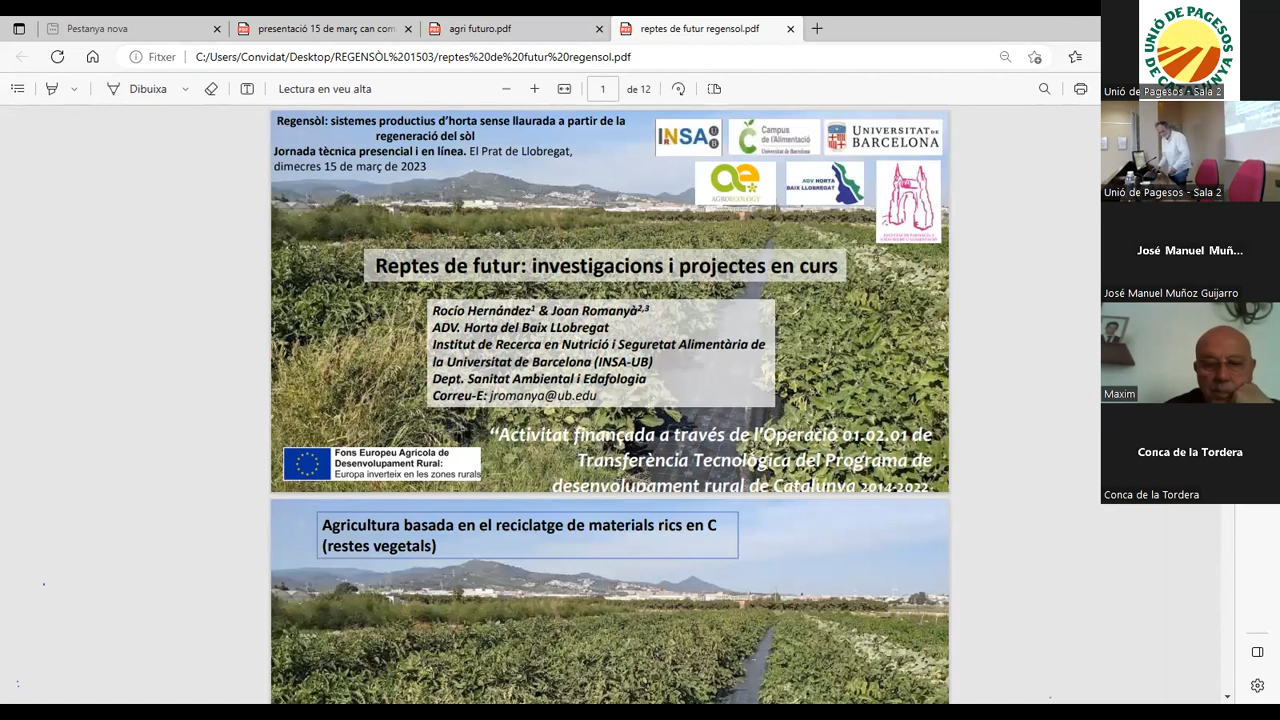 Pestanya nova
presentació 15 de març can com
agri futuro.pdf
reptes de futur regensol.pdf
Fitxer
C:/Users/Convidat/Desktop/REGENSÒL%201503/reptes%20de%20futur%20regensol.pdf
Dibuixa
Lectura en veu alta
1
de 12
Regensòl: sistemes productius d’horta sense llaurada a partir de la
regeneració del sòl
Jornada tècnica presencial i en línea. El Prat de Llobregat,
dimecres 15 de març de 2023
INSA
UB
Campus
de l'Alimentació
Universitat de Barcelona
UNIVERSITAT DE
BARCELONA
AGROECOLOGY
ADV HORTA
BAIX LLOBREGAT
Reptes de futur: investigacions i projectes en curs
Rocío Hernández1 & Joan Romanyà2,3
ADV. Horta del Baix LLobregat
Institut de Recerca en Nutrició i Seguretat Alimentària de
la Universitat de Barcelona (INSA-UB)
Dept. Sanitat Ambiental i Edafologia
Correu-E: jromanya@ub.edu
“Activitat finançada a través de l’Operació 01.02.01 de
Transferència Tecnològica del Programa de
desenvolupament rural de Catalunya 2014-2022
Fons Europeu Agrícola de
Desenvolupament Rural:
Europa inverteix en les zones rurals
Agricultura basada en el reciclatge de materials rics en C
(restes vegetals)
UNIÓ DE PAGESOS
DE CATALUNYA
Unió de Pagesos - Sala 2
Unió de Pagesos - Sala 2
José Manuel Muñ...
José Manuel Muñoz Guijarro
Maxim
Conca de la Tordera
Conca de la Tordera